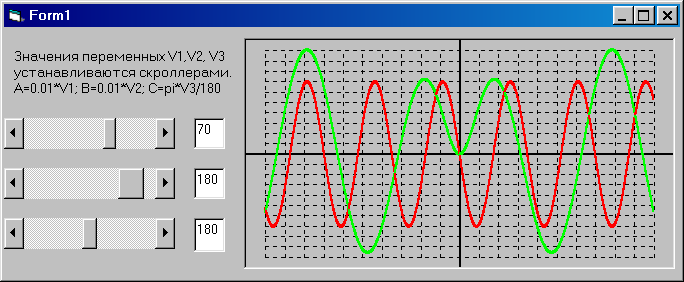 Form1
Значения переменных V1,V2, V3
устанавливаются скроллерами.
A=0.01*V1; B=0.01*V2; C=pi*V3/180
70
180
180